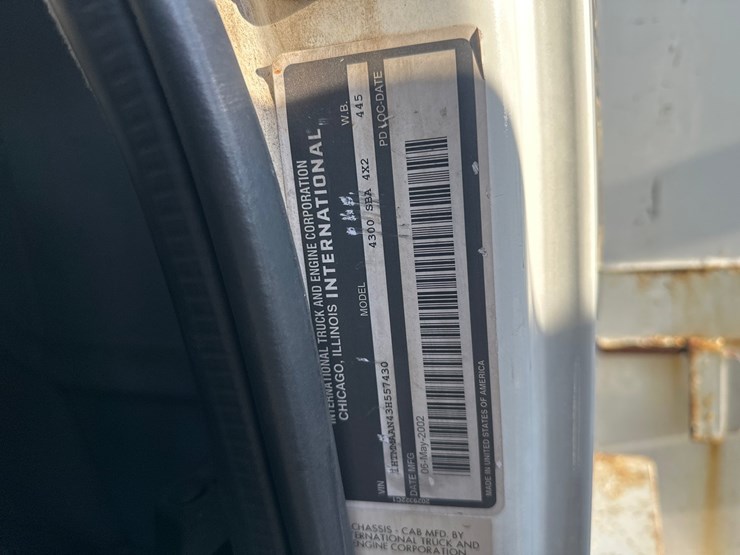 INTERNATIONAL TRUCK AND ENGINE CORPORATION
CHICAGO, ILLINOIS INTERNATIONAL
MODEL W.B.
4300 SBA 4X2 445
VIN PD LOC-DATE
DATE MFG
06-May-2002
MADE IN UNITED STATES OF AMERICA
CHASSIS - CAB MFD. BY
ERNATIONAL TRUCK AND
ENGINE CORPORATION